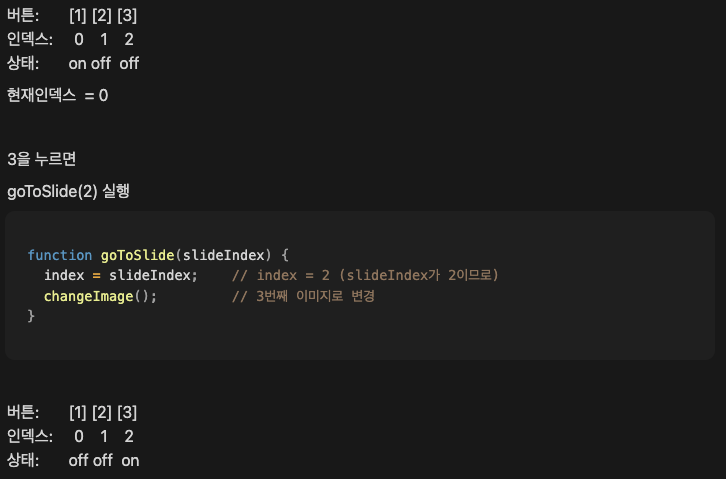 버튼: [1] [2] [3]
인덱스: 0 1 2
상태: on off off
현재인덱스 = 0
3을 누르면
goToSlide(2) 실행
function goToSlide(slideIndex) {
index = slideIndex; // index = 2 (slideIndex가 2이므로)
changeImage(); // 3번째 이미지로 변경
}
버튼: [1] [2] [3]
인덱스: 0 1 2
상태: off off on